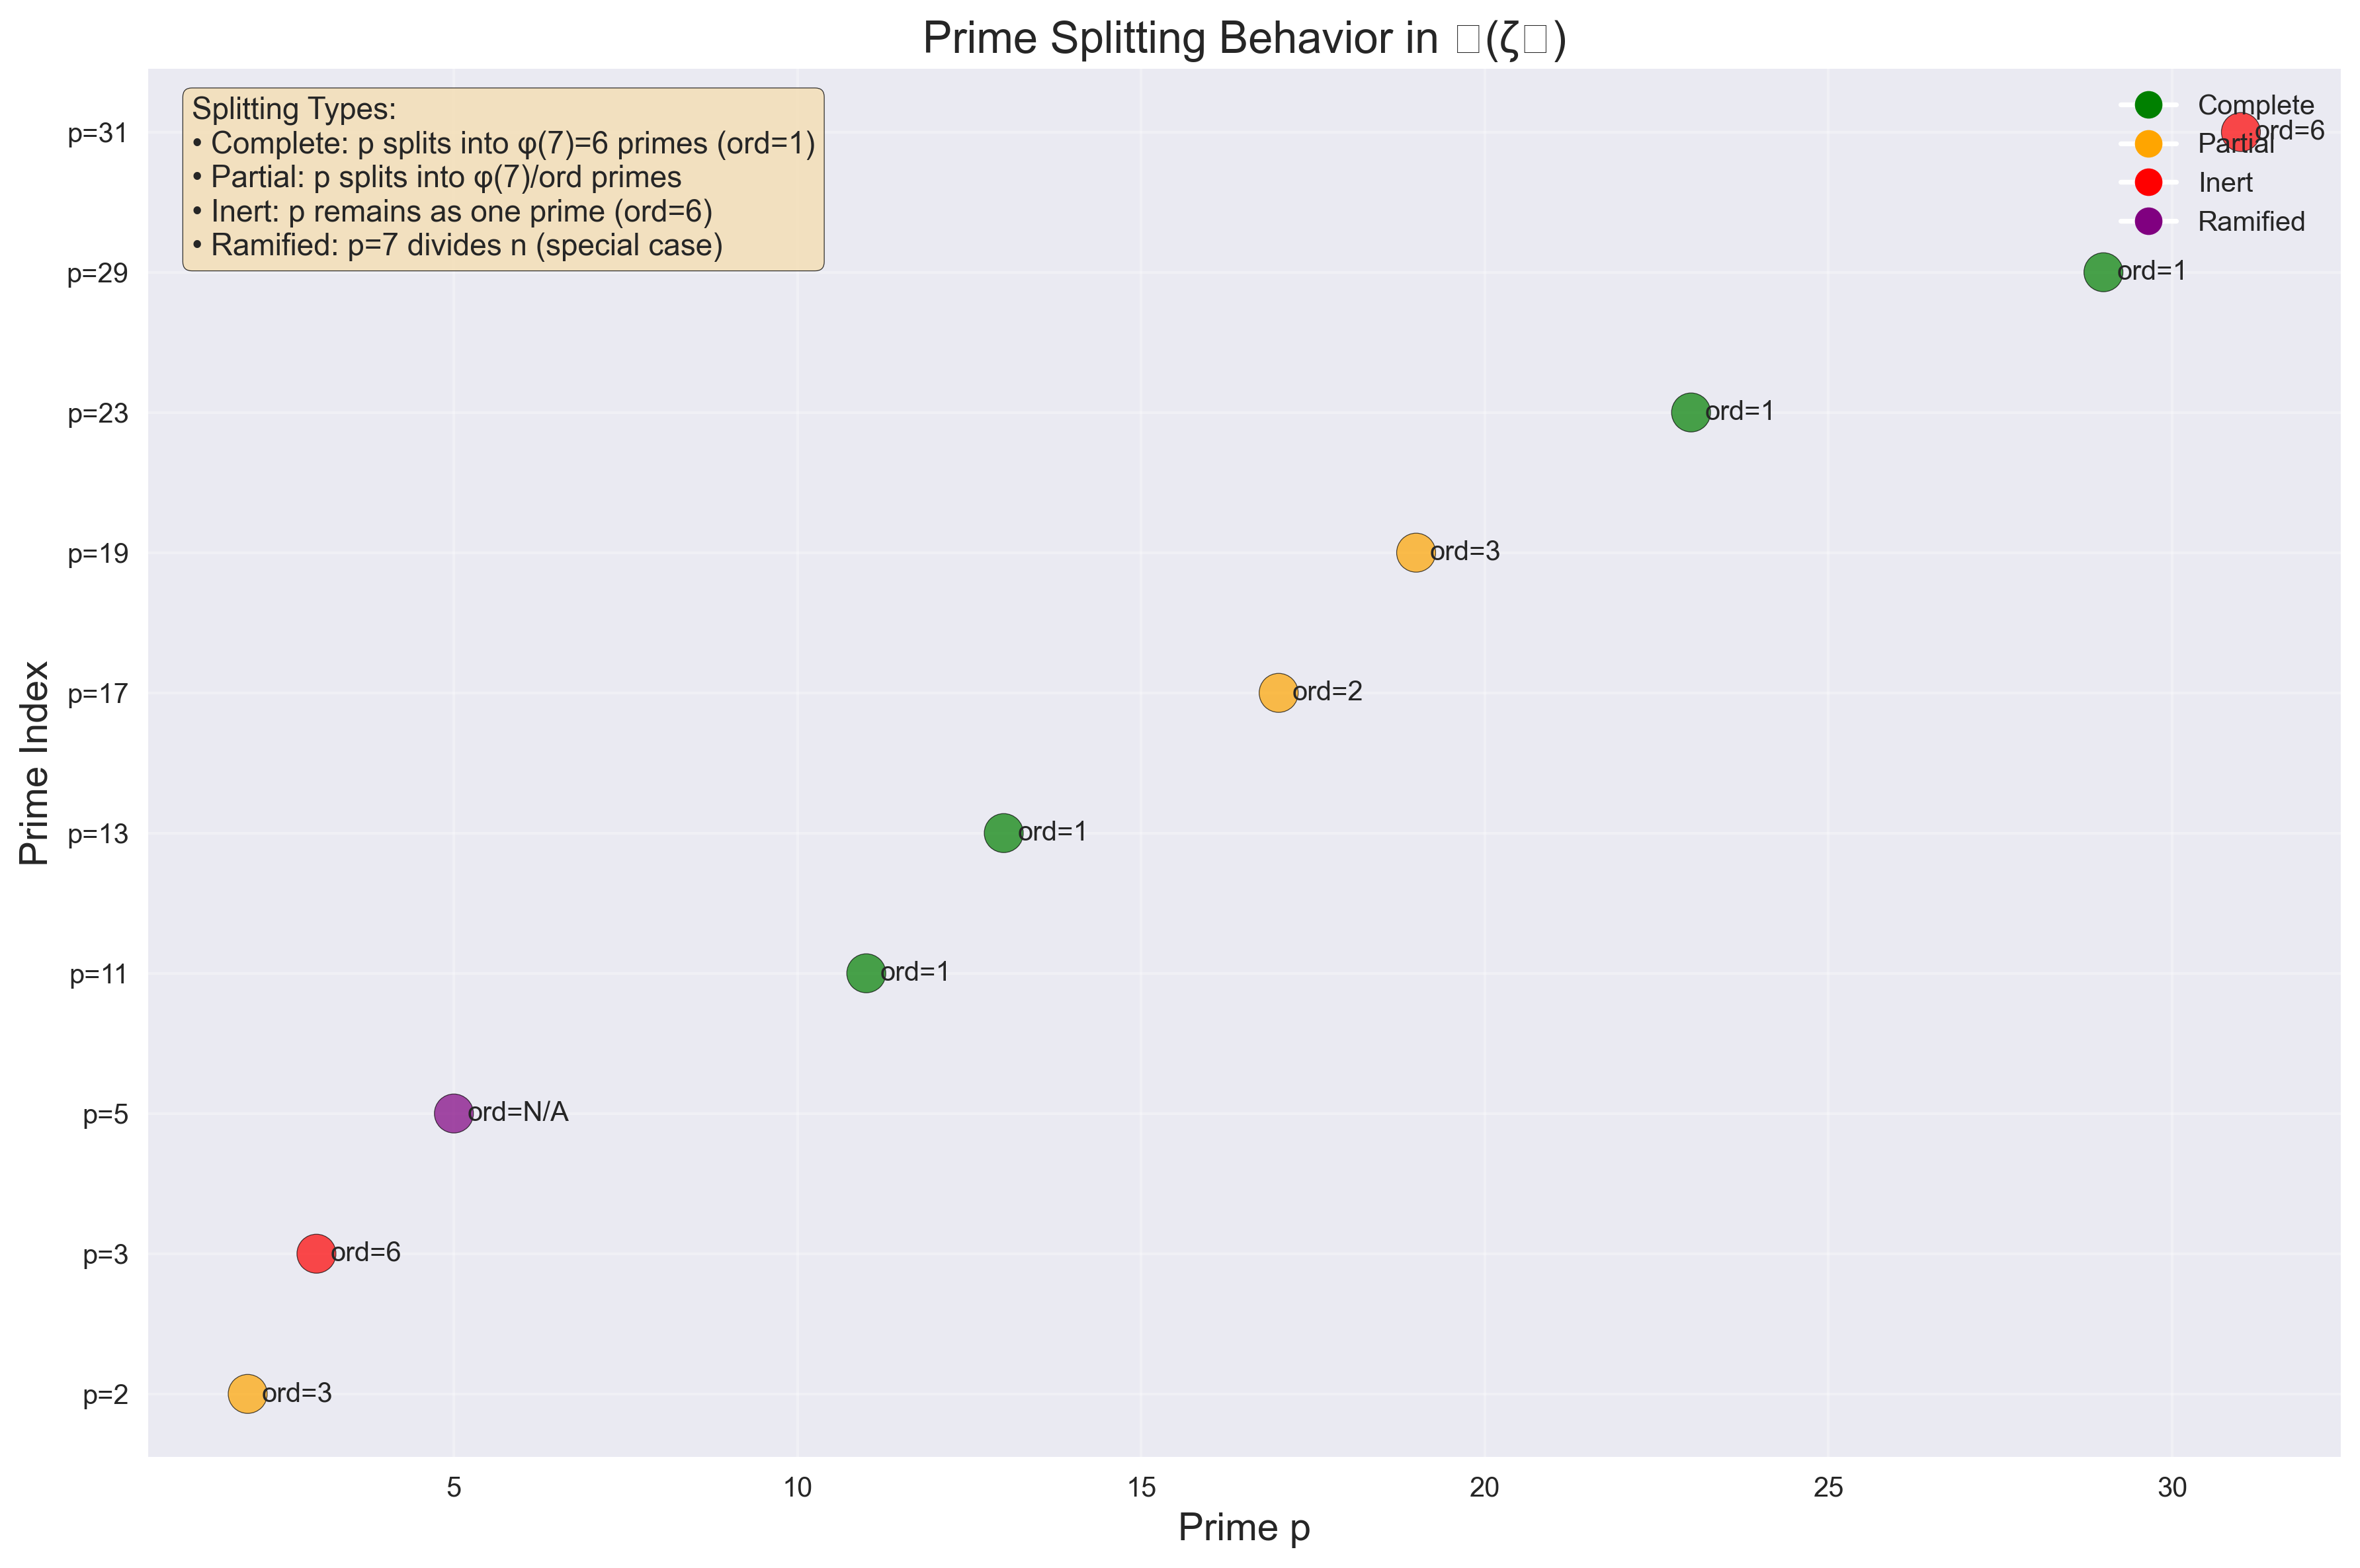 Prime Splitting Behavior in □(ζ□)
Splitting Types:
• Complete: p splits into φ(7)=6 primes (ord=1)
• Partial: p splits into φ(7)/ord primes
• Inert: p remains as one prime (ord=6)
• Ramified: p=7 divides n (special case)
Complete
Partial
Inert
Ramified
p=31
ord=6
p=29
ord=1
p=23
ord=1
p=19
ord=3
p=17
ord=2
p=13
ord=1
p=11
ord=1
p=5
ord=N/A
p=3
ord=6
p=2
ord=3
Prime Index
5
10
15
20
25
30
Prime p